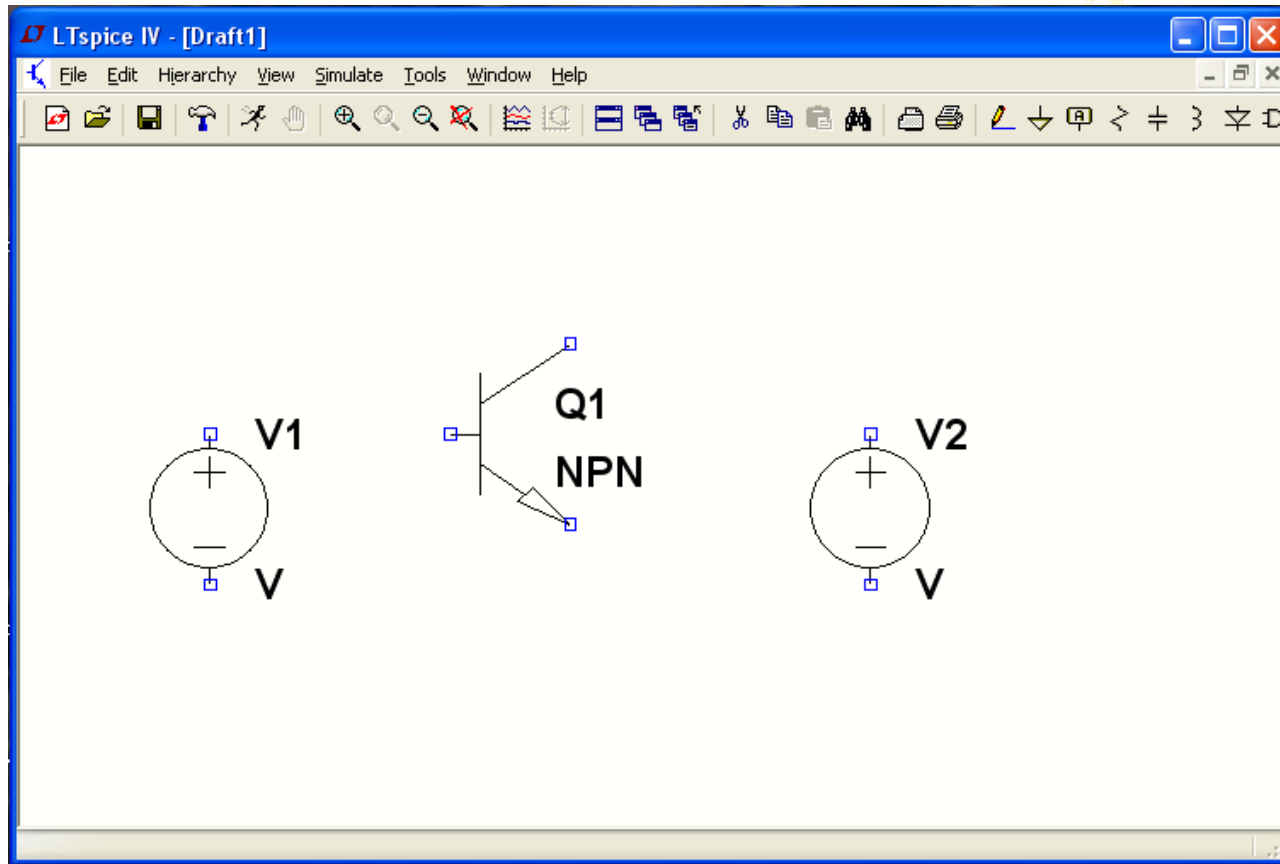 LTspice IV - [Draft1]
File Edit Hierarchy View Simulate Tools Window Help
Q1
V1
V2
NPN
V
V